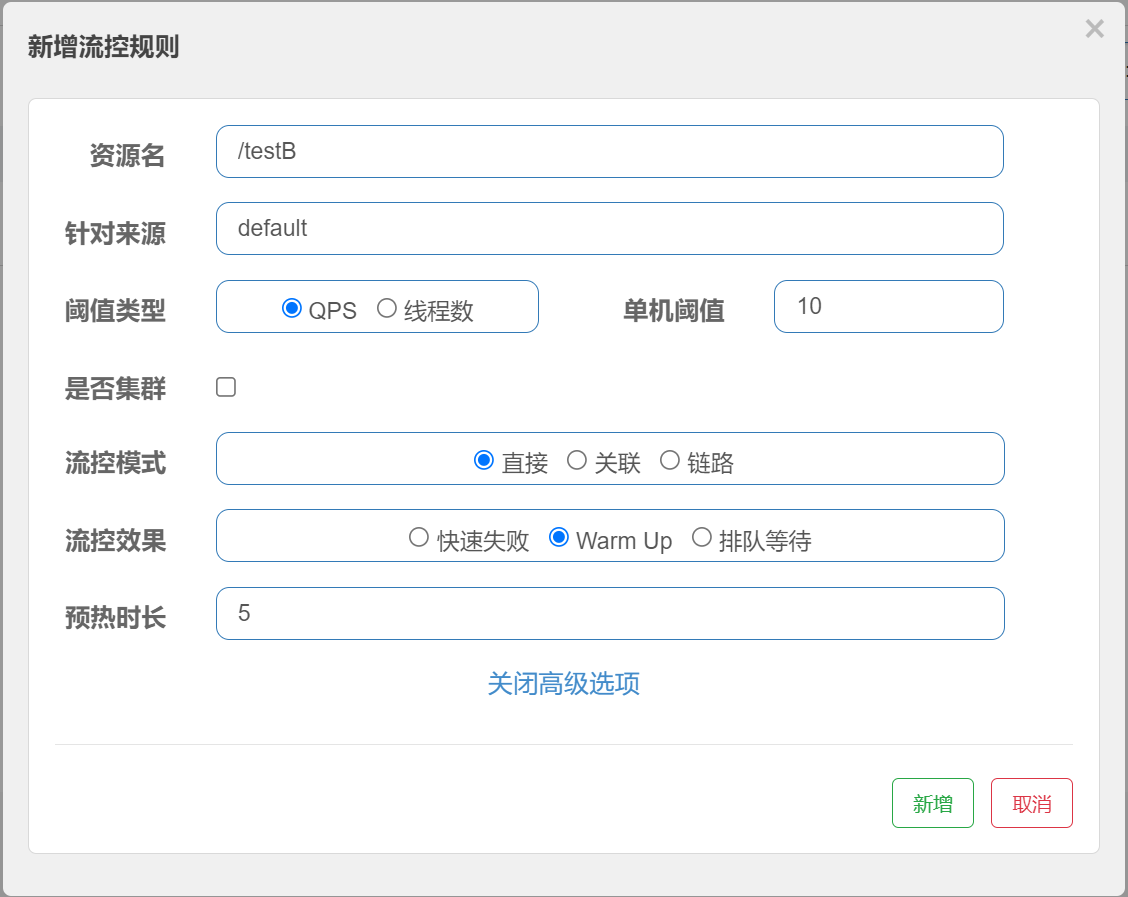 新增流控规则
×
资源名 /testB
针对来源 default
阈值类型 QPS 线程数 单机阈值 10
是否集群
流控模式 直接 关联 链路
流控效果 快速失败 Warm Up 排队等待
预热时长 5
关闭高级选项
新增 取消